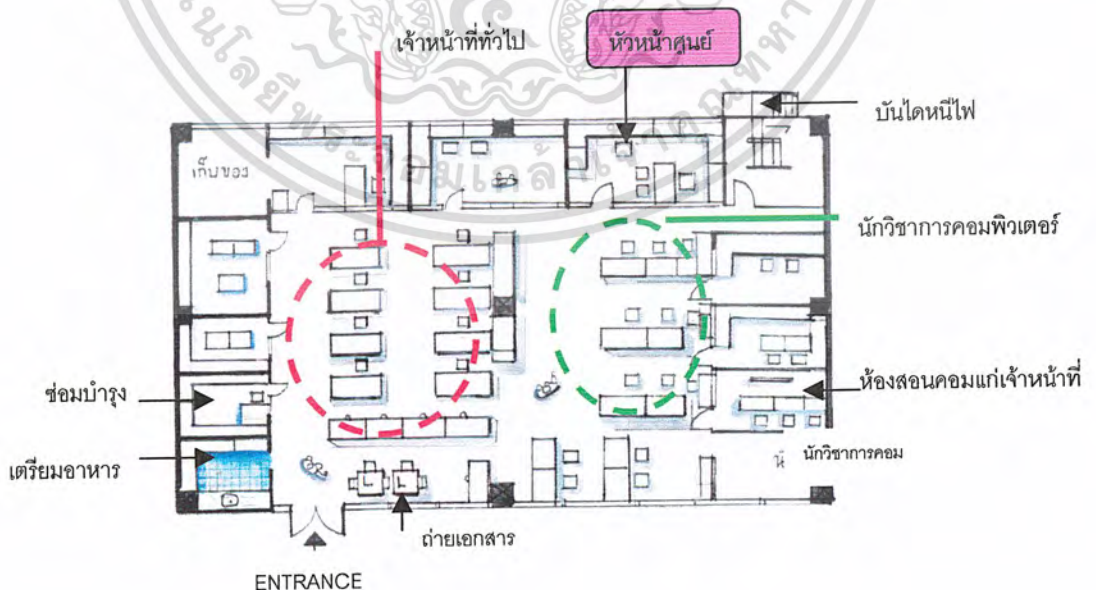 เจ้าหน้าที่ทั่วไป
หัวหน้าศูนย์
บันไดหนีไฟ
เก็บของ
นักวิชาการคอมพิวเตอร์
ซ่อมบำรุง
ห้องสอนคอมแก่เจ้าหน้าที่
เตรียมอาหาร
นักวิชาการคอม
ถ่ายเอกสาร
ENTRANCE